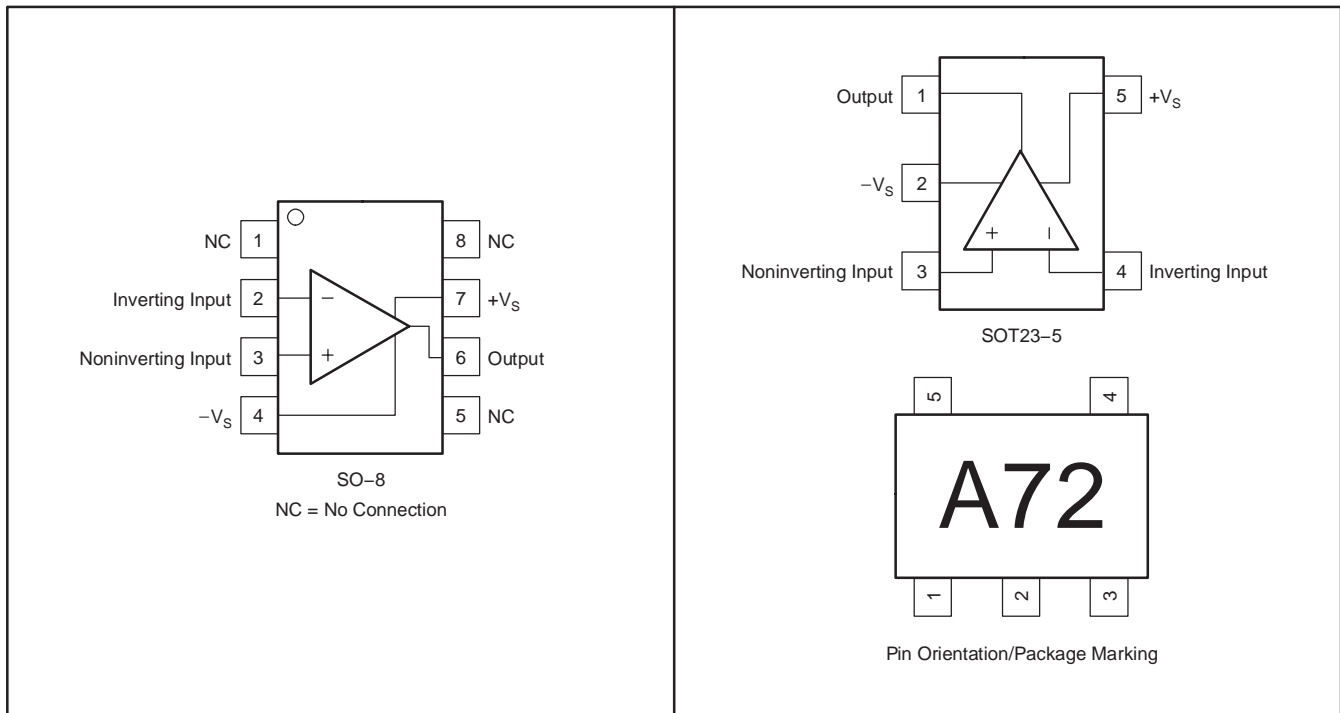 NC 1 8 NC
Inverting Input 2 − 7 +VS
Noninverting Input 3 + 6 Output
−VS 4 5 NC
SO−8
NC = No Connection
Output 1 5 +VS
−VS 2
+ −
Noninverting Input 3 4 Inverting Input
SOT23−5
5 4
A72
1 2 3
Pin Orientation/Package Marking